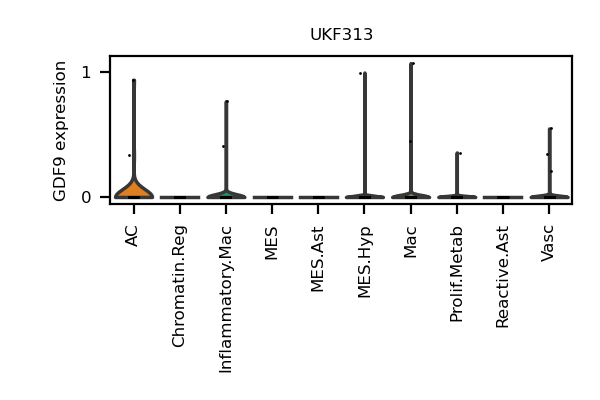 UKF313
GDF9 expression
1
0
AC
Chromatin.Reg
Inflammatory.Mac
MES
MES.Ast
MES.Hyp
Mac
Prolif.Metab
Reactive.Ast
Vasc